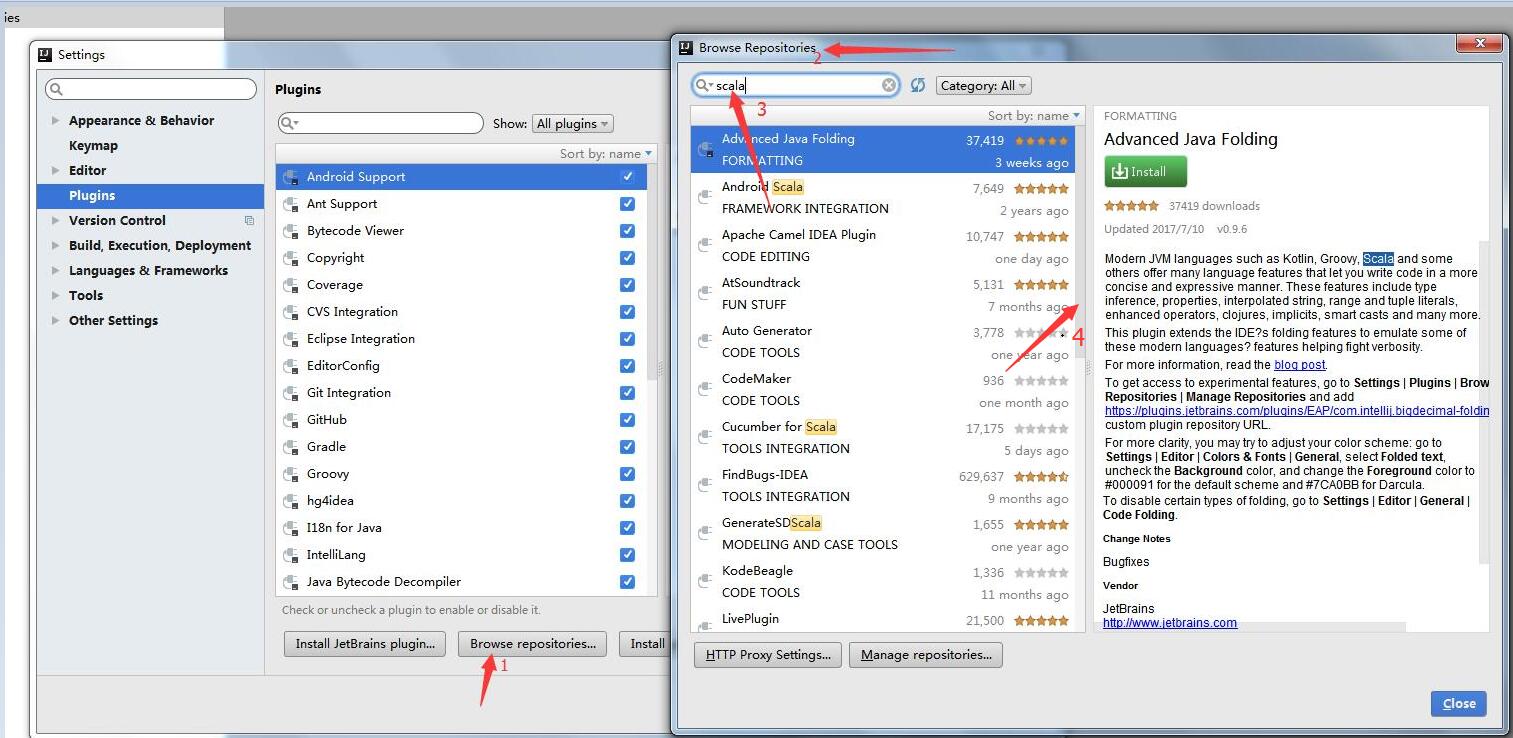 ies
Settings
Appearance & Behavior
Keymap
Editor
Plugins
Version Control
Build, Execution, Deployment
Languages & Frameworks
Tools
Other Settings
Plugins
Show: All plugins
Sort by: name
Android Support
Ant Support
Bytecode Viewer
Copyright
Coverage
CVS Integration
Eclipse Integration
EditorConfig
Git Integration
GitHub
Gradle
Groovy
hg4idea
I18n for Java
IntelliLang
Java Bytecode Decompiler
Check or uncheck a plugin to enable or disable it.
Install JetBrains plugin... Browse repositories... Install
1
Browse Repositories
2
scala
3
Category: All
Sort by: name
Advanced Java Folding 37,419
FORMATTING 3 weeks ago
Android Scala 7,649
FRAMEWORK INTEGRATION 2 years ago
Apache Camel IDEA Plugin 10,747
CODE EDITING one day ago
AtSoundtrack 5,131
FUN STUFF 7 months ago
Auto Generator 3,778
CODE TOOLS one year ago
4
CodeMaker 936
CODE TOOLS one month ago
Cucumber for Scala 17,175
TOOLS INTEGRATION 5 days ago
FindBugs-IDEA 629,637
TOOLS INTEGRATION 9 months ago
GenerateSDScala 1,655
MODELING AND CASE TOOLS one year ago
KodeBeagle 1,336
CODE TOOLS 11 months ago
LivePlugin 21,500
HTTP Proxy Settings... Manage repositories...
FORMATTING
Advanced Java Folding
Install
37419 downloads
Updated 2017/7/10 v0.9.6
Modern JVM languages such as Kotlin, Groovy, Scala and some
others offer many language features that let you write code in a more
concise and expressive manner. These features include type
inference, properties, interpolated string, range and tuple literals,
enhanced operators, clojures, implicits, smart casts and many more.
This plugin extends the IDE?s folding features to emulate some of
these modern languages? features helping fight verbosity.
For more information, read the blog post.
To get access to experimental features, go to Settings | Plugins | Brow
Repositories | Manage Repositories and add
https://plugins.jetbrains.com/plugins/EAP/com.intellij.bigdecimal-foldin
custom plugin repository URL.
For more clarity, you may try to adjust your color scheme: go to
Settings | Editor | Colors & Fonts | General, select Folded text,
uncheck the Background color, and change the Foreground color to
#000091 for the default scheme and #7CA0BB for Darcula.
To disable certain types of folding, go to Settings | Editor | General |
Code Folding.
Change Notes
Bugfixes
Vendor
JetBrains
http://www.jetbrains.com
Close